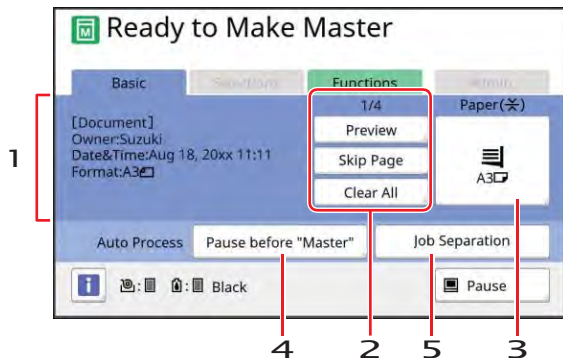 Ready to Make Master
Basic
Selections
Functions
Admin.
1/4
Paper(⚹)
[Document]
Owner:Suzuki
Date&Time:Aug 18, 20xx 11:11
Format:A3
Preview
Skip Page
Clear All
A3
Auto Process
Pause before "Master"
Job Separation
i
Black
Pause
1
4
2
5
3